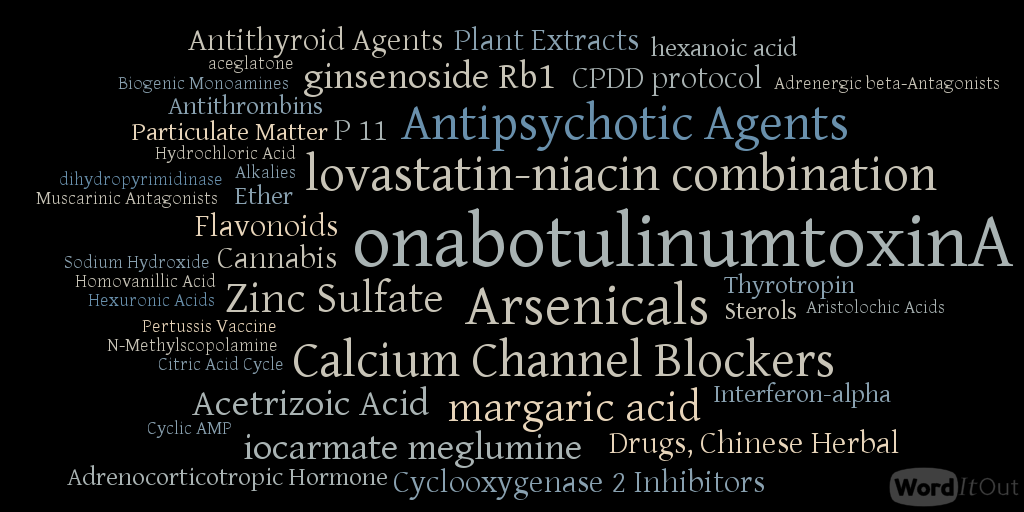 Antithyroid Agents Plant Extracts hexanoic acid
aceglatone
Biogenic Monoamines ginsenoside Rb1 CPDD protocol Adrenergic beta-Antagonists
Antithrombins
Particulate Matter P 11 Antipsychotic Agents
Hydrochloric Acid
dihydropyrimidinase Alkalies lovastatin-niacin combination
Muscarinic Antagonists Ether
Flavonoids
onabotulinumtoxinA
Sodium Hydroxide Cannabis
Homovanillic Acid
Hexuronic Acids Zinc Sulfate Arsenicals Thyrotropin
Sterols Aristolochic Acids
Pertussis Vaccine
N-Methylscopolamine
Citric Acid Cycle Calcium Channel Blockers
Acetrizoic Acid margaric acid Interferon-alpha
Cyclic AMP
iocarmate meglumine Drugs, Chinese Herbal
Adrenocorticotropic Hormone Cyclooxygenase 2 Inhibitors
WordItOut